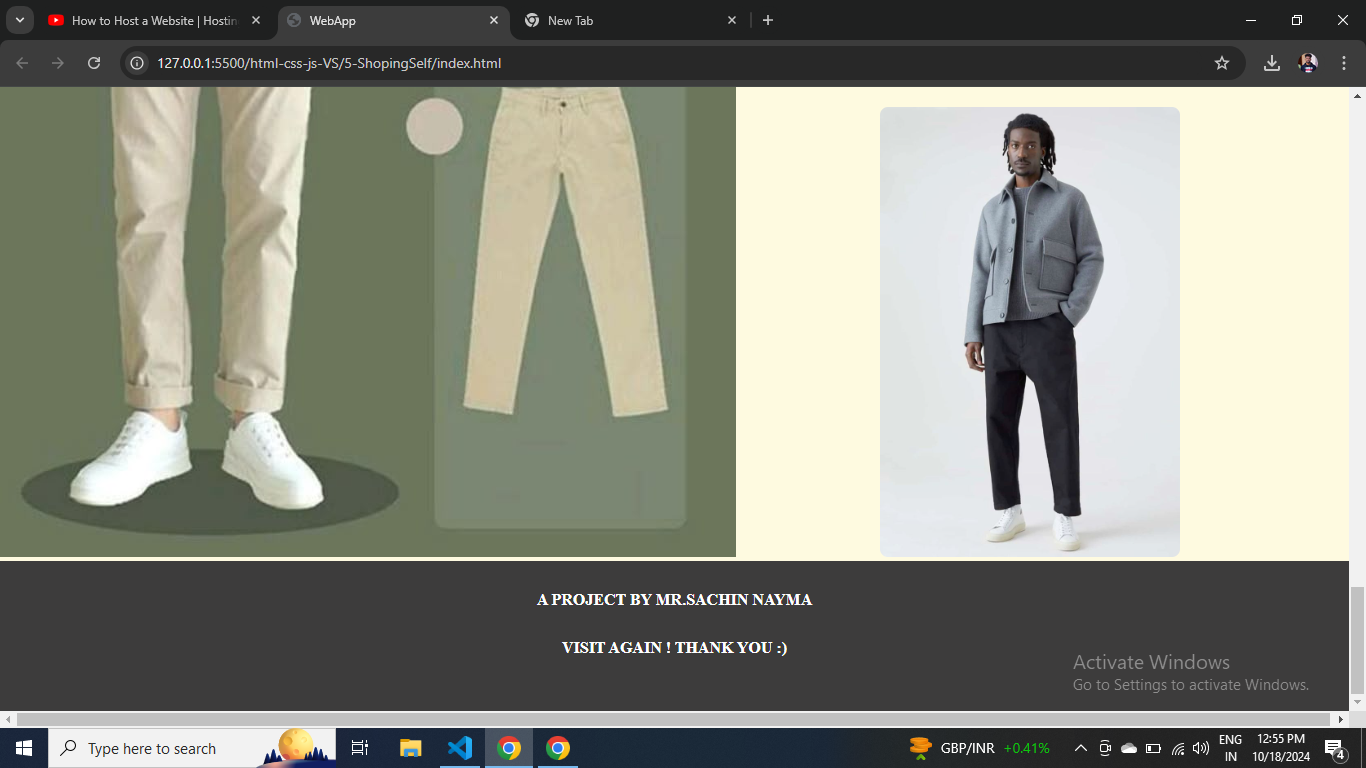 How to Host a Website | Hostin
WebApp
New Tab
127.0.0.1:5500/html-css-js-VS/5-ShopingSelf/index.html
A PROJECT BY MR.SACHIN NAYMA
VISIT AGAIN ! THANK YOU :)
Activate Windows
Go to Settings to activate Windows.
Type here to search
GBP/INR +0.41%
ENG
IN
12:55 PM
10/18/2024
4